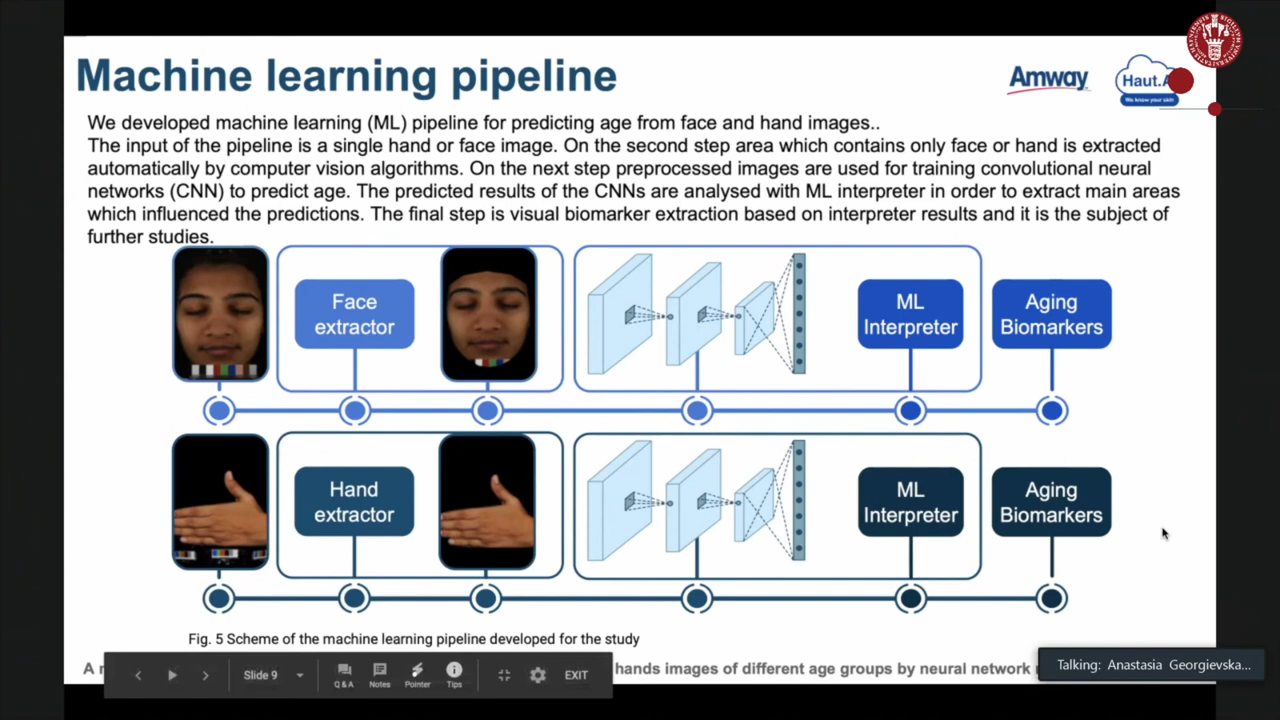 Machine learning pipeline
Amway
Haut.
We know your skin
We developed machine learning (ML) pipeline for predicting age from face and hand images..
The input of the pipeline is a single hand or face image. On the second step area which contains only face or hand is extracted
automatically by computer vision algorithms. On the next step preprocessed images are used for training convolutional neural
networks (CNN) to predict age. The predicted results of the CNNs are analysed with ML interpreter in order to extract main areas
which influenced the predictions. The final step is visual biomarker extraction based on interpreter results and it is the subject of
further studies.
Face
extractor
ML
Interpreter
Aging
Biomarkers
Hand
extractor
ML
Interpreter
Aging
Biomarkers
Fig. 5 Scheme of the machine learning pipeline developed for the study
A
hands images of different age groups by neural network
Slide 9
Q & A
Notes
Pointer
Tips
EXIT
Talking: Anastasia Georgievska...